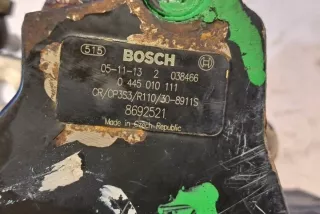 515 BOSCH
05-11-13 2 038466
0 445 010 111
CR/CP3S3/R110/30-8911S
8692521
Made in Czech Republic